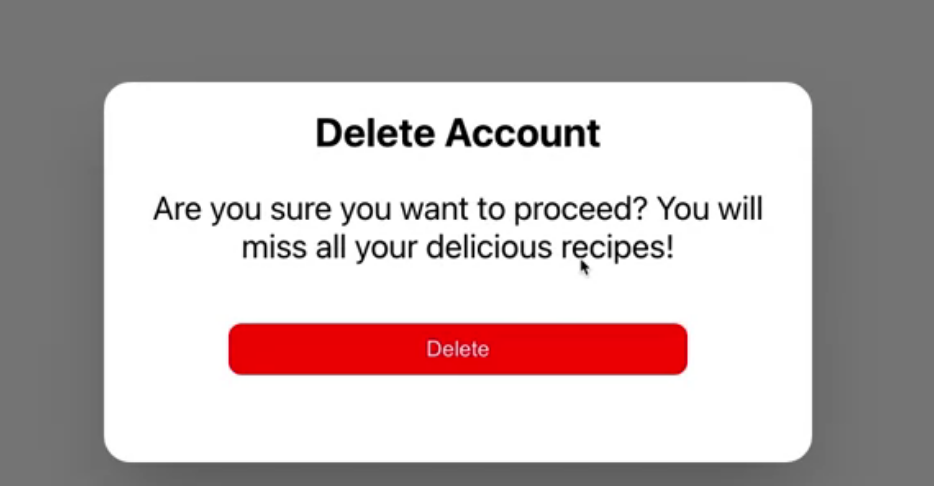 Delete Account
Are you sure you want to proceed? You will
miss all your delicious recipes!
Delete